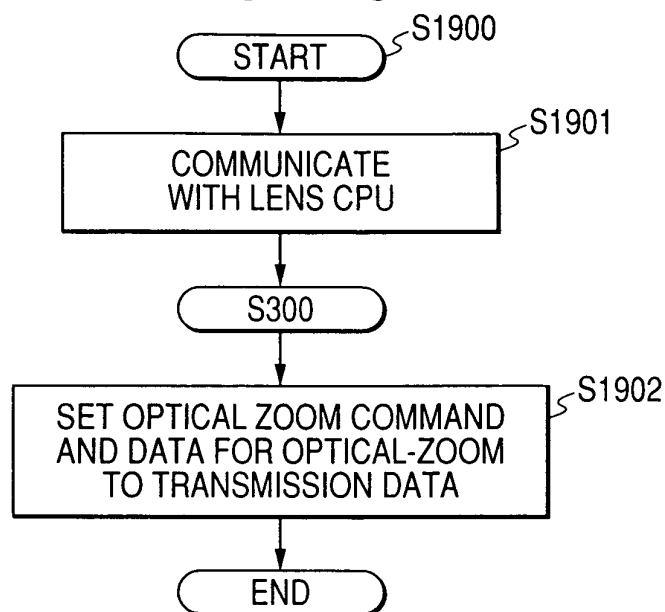 START
S1900
S1901
COMMUNICATE
WITH LENS CPU
S300
S1902
SET OPTICAL ZOOM COMMAND
AND DATA FOR OPTICAL-ZOOM
TO TRANSMISSION DATA
END